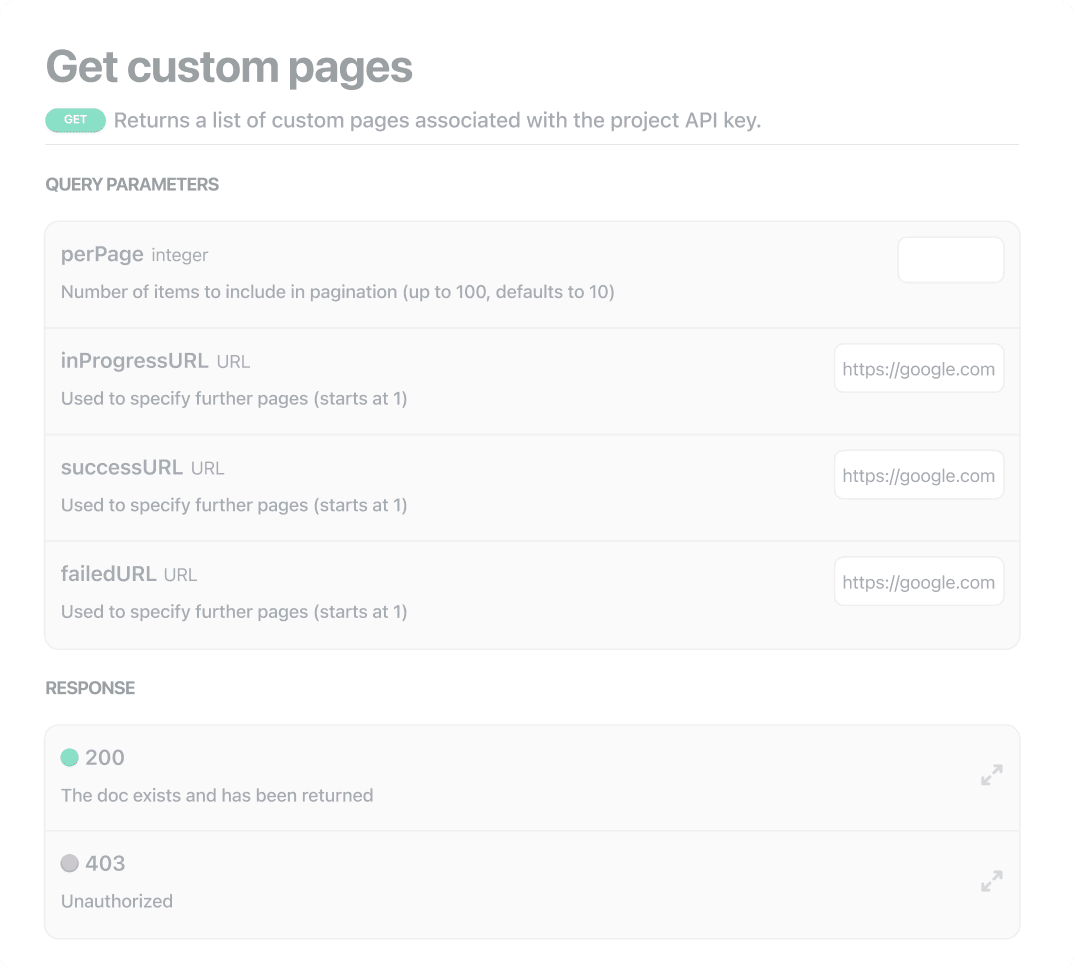 Get custom pages
GET Returns a list of custom pages associated with the project API key.
QUERY PARAMETERS
perPage integer
Number of items to include in pagination (up to 100, defaults to 10)
inProgressURL URL
https://google.com
Used to specify further pages (starts at 1)
successURL URL
https://google.com
Used to specify further pages (starts at 1)
failedURL URL
https://google.com
Used to specify further pages (starts at 1)
RESPONSE
200
The doc exists and has been returned
403
Unauthorized